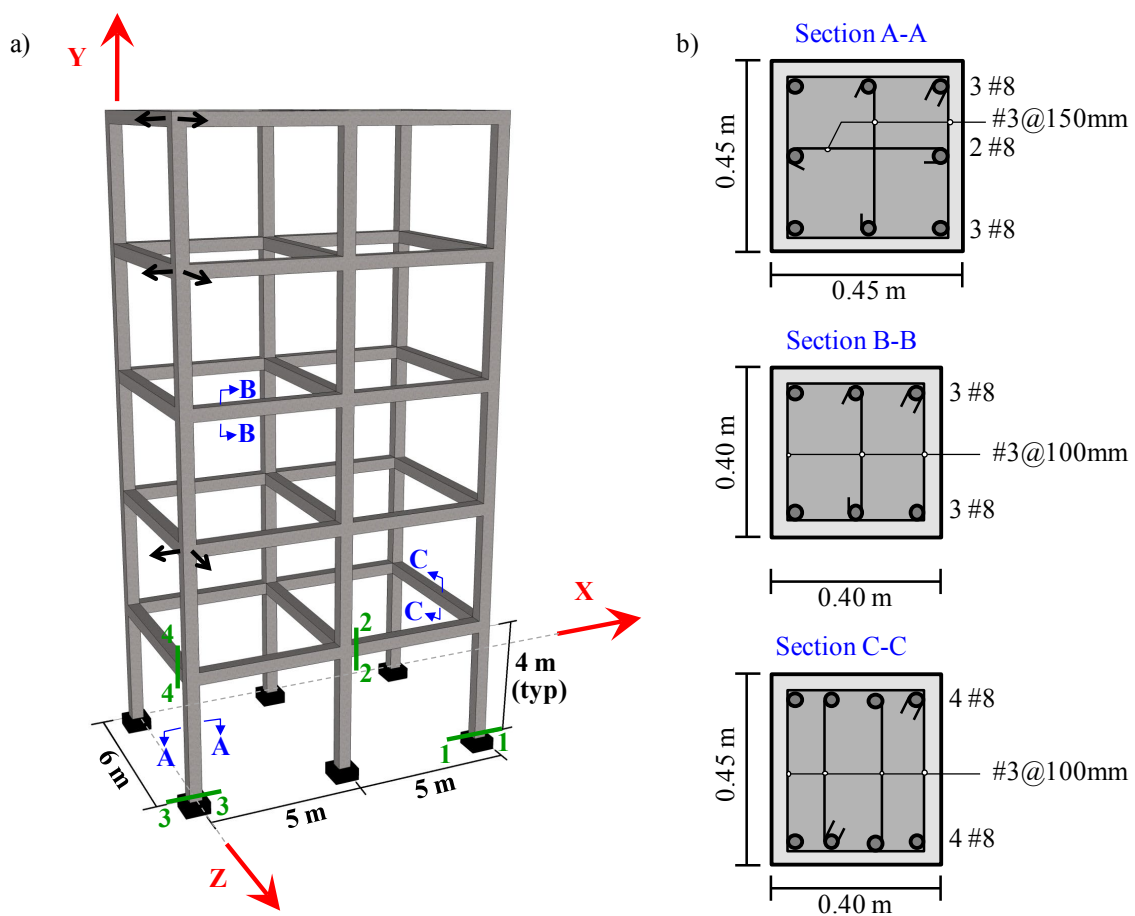 a)
Y
X
Z
B
B
C
C
A
A
4
4
2
2
1
1
3
3
4 m
(typ)
6 m
5 m
5 m
b)
Section A-A
3 #8
#3@150mm
2 #8
3 #8
0.45 m
0.45 m
Section B-B
3 #8
#3@100mm
3 #8
0.40 m
0.40 m
Section C-C
4 #8
#3@100mm
4 #8
0.45 m
0.40 m